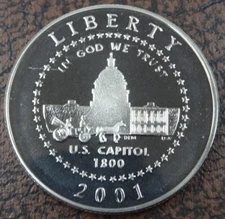 LIBERTY
IN GOD WE TRUST
U.S. CAPITOL
1800
2001